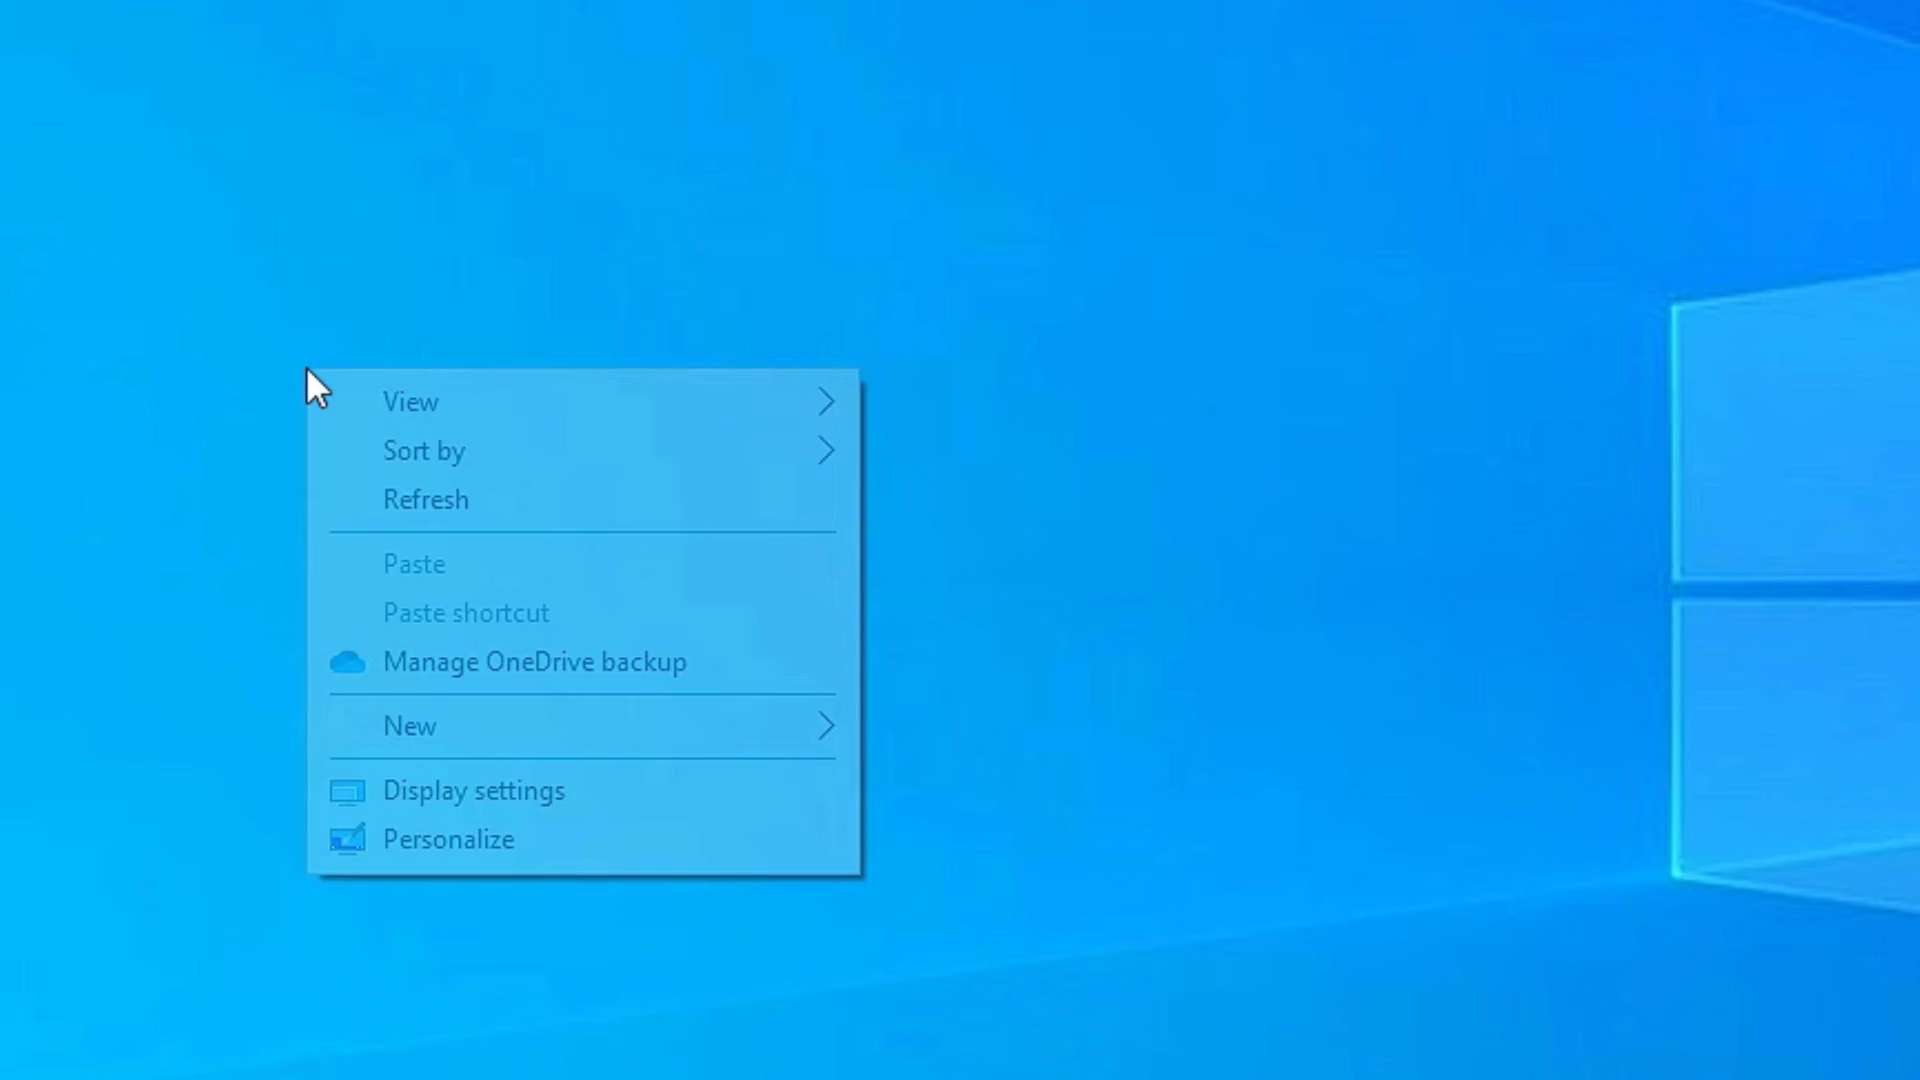 View
Sort by
Refresh
Paste
Paste shortcut
Manage OneDrive backup
New
Display settings
Personalize